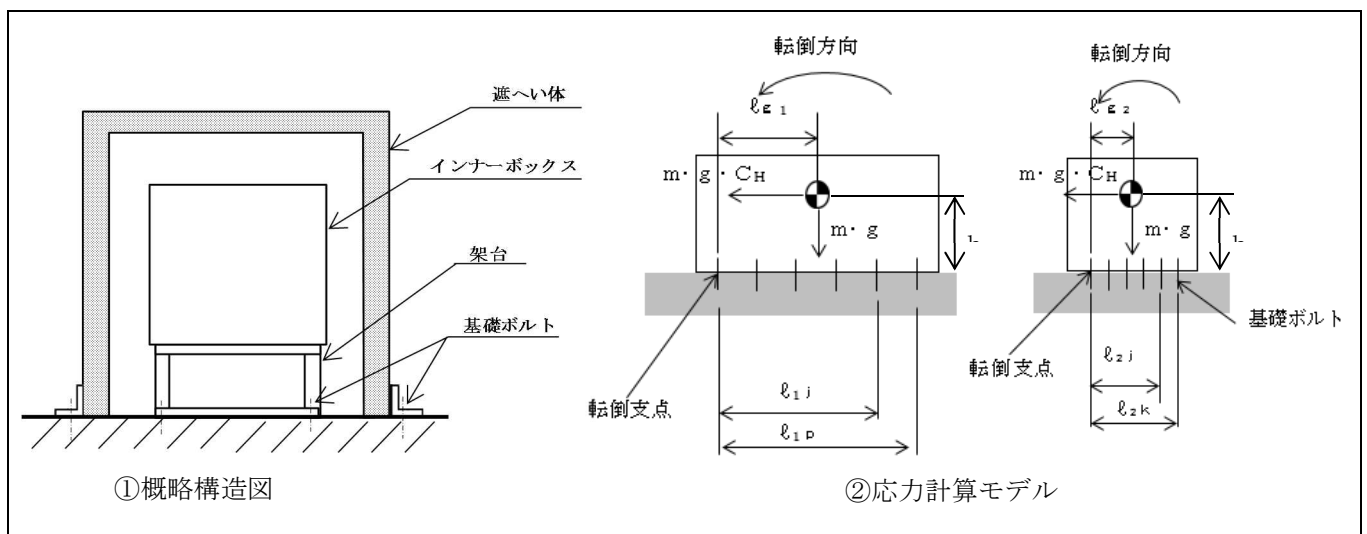 遮へい体
インナーボックス
架台
基礎ボルト
①概略構造図
転倒方向
ℓg1
m・g・CH
m・g
転倒支点
ℓ1j
ℓ1p
転倒方向
ℓg2
m・g・CH
m・g
基礎ボルト
転倒支点
ℓ2j
ℓ2k
②応力計算モデル